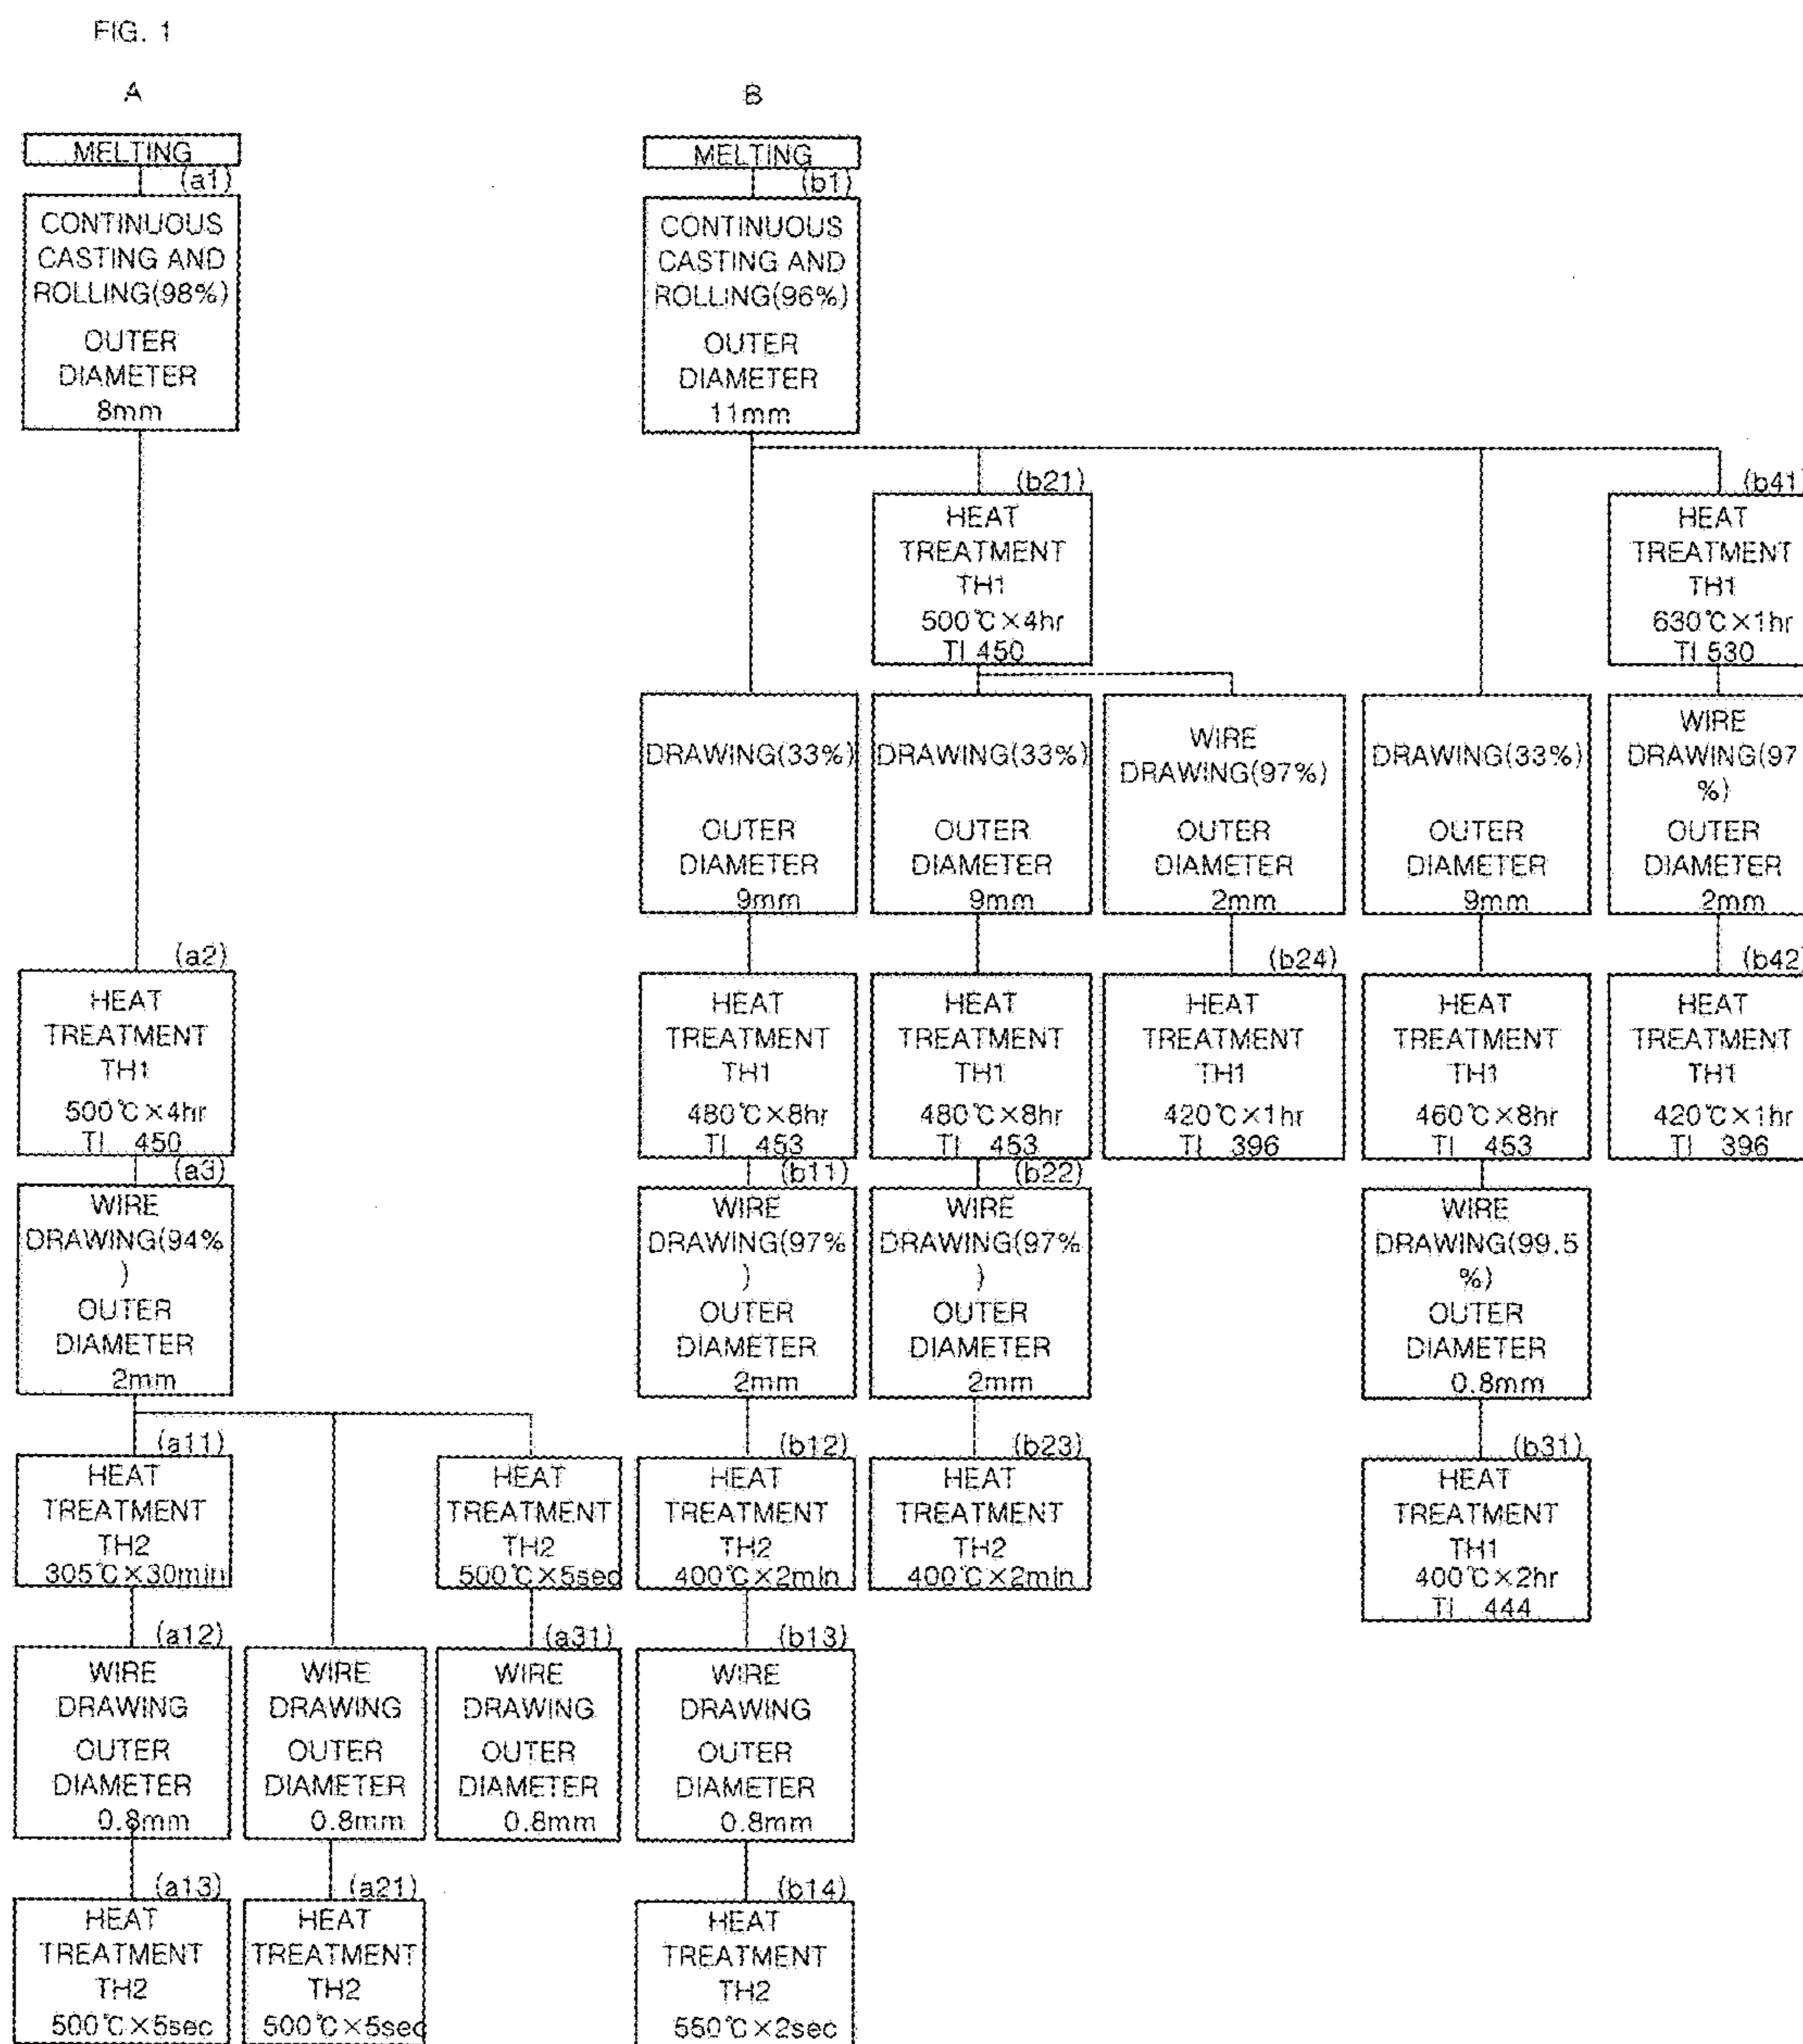 FIG. 1
A
MELTING
(a1)
CONTINUOUS
CASTING AND
ROLLING(98%)
OUTER
DIAMETER
8mm
(a2)
HEAT
TREATMENT
TH1
500℃×4hr
TI 450
(a3)
WIRE
DRAWING(94%
)
OUTER
DIAMETER
2mm
(a11)
HEAT
TREATMENT
TH2
305℃×30min
(a12)
WIRE
DRAWING
OUTER
DIAMETER
0.8mm
(a13)
HEAT
TREATMENT
TH2
500℃×5sec
WIRE
DRAWING
OUTER
DIAMETER
0.8mm
(a21)
HEAT
TREATMENT
TH2
500℃×5sec
HEAT
TREATMENT
TH2
500℃×5sec
(a31)
WIRE
DRAWING
OUTER
DIAMETER
0.8mm
B
MELTING
(b1)
CONTINUOUS
CASTING AND
ROLLING(96%)
OUTER
DIAMETER
11mm
DRAWING(33%)
OUTER
DIAMETER
9mm
HEAT
TREATMENT
TH1
480℃×8hr
TI 453
(b11)
WIRE
DRAWING(97%
)
OUTER
DIAMETER
2mm
(b12)
HEAT
TREATMENT
TH2
400℃×2min
(b13)
WIRE
DRAWING
OUTER
DIAMETER
0.8mm
(b14)
HEAT
TREATMENT
TH2
550℃×2sec
(b21)
HEAT
TREATMENT
TH1
500℃×4hr
TI 450
DRAWING(33%)
OUTER
DIAMETER
9mm
HEAT
TREATMENT
TH1
480℃×8hr
TI 453
(b22)
WIRE
DRAWING(97%
)
OUTER
DIAMETER
2mm
(b23)
HEAT
TREATMENT
TH2
400℃×2min
WIRE
DRAWING(97%)
OUTER
DIAMETER
2mm
(b24)
HEAT
TREATMENT
TH1
420℃×1hr
TI 396
DRAWING(33%)
OUTER
DIAMETER
9mm
HEAT
TREATMENT
TH1
460℃×8hr
TI 453
WIRE
DRAWING(99.5
%)
OUTER
DIAMETER
0.8mm
(b31)
HEAT
TREATMENT
TH1
400℃×2hr
TI 444
(b41)
HEAT
TREATMENT
TH1
630℃×1hr
TI 530
WIRE
DRAWING(97
%)
OUTER
DIAMETER
2mm
(b42)
HEAT
TREATMENT
TH1
420℃×1hr
TI 396